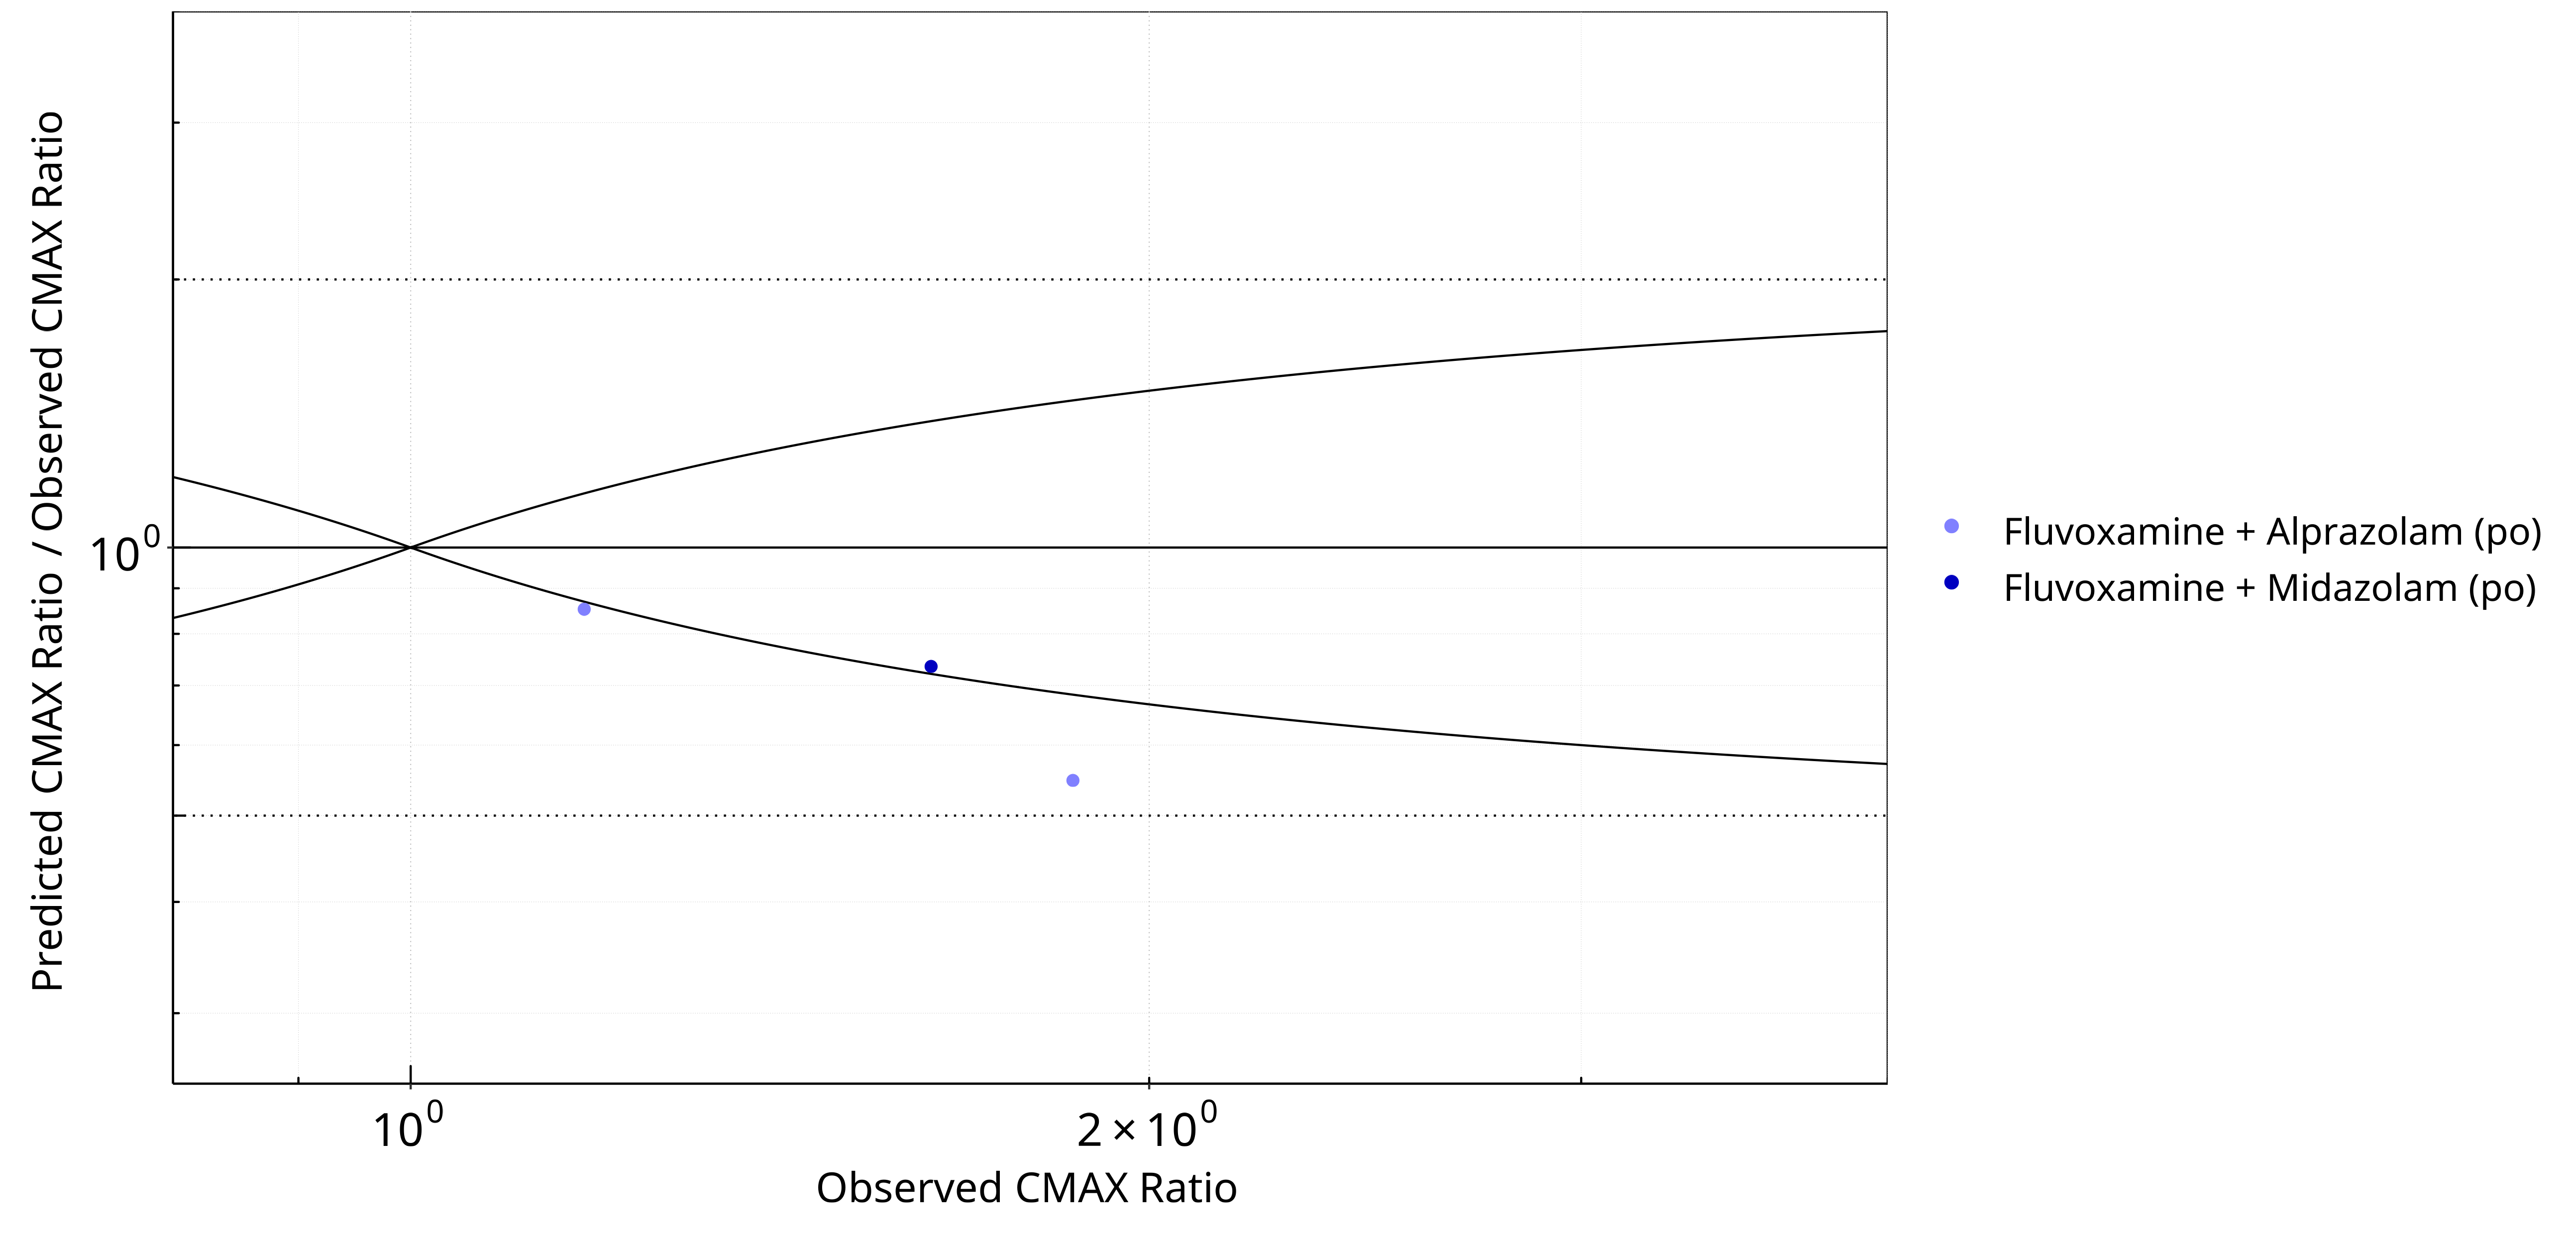 Predicted CMAX Ratio / Observed CMAX Ratio
10⁰
10⁰
2 × 10⁰
Observed CMAX Ratio
Fluvoxamine + Alprazolam (po)
Fluvoxamine + Midazolam (po)